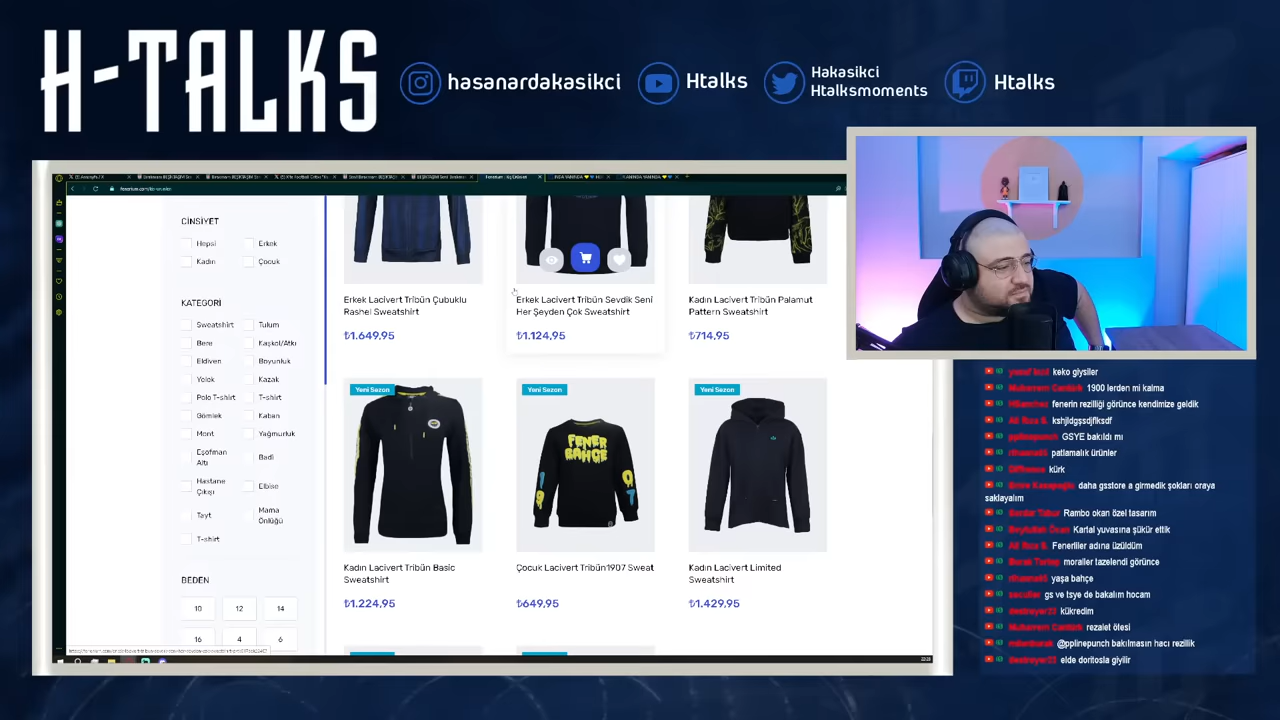 H-TALKS
hasanardakasikci
Htalks
Hakasikci
Htalksmoments
Htalks
CİNSİYET
Hepsi
Erkek
Kadın
Çocuk
KATEGORİ
Sweatshirt
Tulum
Bere
Kaşkol/Atkı
Eldiven
Boyunluk
Yelek
Kazak
Polo T-shirt
T-shirt
Gömlek
Kaban
Mont
Yağmurluk
Eşofman
Altı
Badi
Hastane
Çıkışı
Elbise
Tayt
Mama
Önlüğü
T-shirt
BEDEN
10
12
14
16
4
6
Erkek Lacivert Tribün Çubuklu
Rashel Sweatshirt
₺1.649,95
Erkek Lacivert Tribün Sevdik Seni
Her Şeyden Çok Sweatshirt
₺1.124,95
Kadın Lacivert Tribün Palamut
Pattern Sweatshirt
₺714,95
Yeni Sezon
Yeni Sezon
Yeni Sezon
FENER
BAHÇE
19
07
Kadın Lacivert Tribün Basic
Sweatshirt
₺1.224,95
Çocuk Lacivert Tribün1907 Sweat
₺649,95
Kadın Lacivert Limited
Sweatshirt
₺1.429,95
keko giysiler
1900 lerden mi kalma
fenerin rezilliği görünce kendimize geldik
kshjldgssdjflksdf
GSYE bakıldı mı
patlamalık ürünler
kürk
daha gsstore a girmedik şokları oraya
saklayalım
Rambo okan özel tasarım
Kartal yuvasına şükür ettik
Fenerliler adına üzüldüm
moraller tazelendi görünce
yaşa bahçe
gs ve tsye de bakalım hocam
kükredim
rezalet ötesi
@pplinepunch bakılmasın hacı rezillik
elde doritosla giyilir